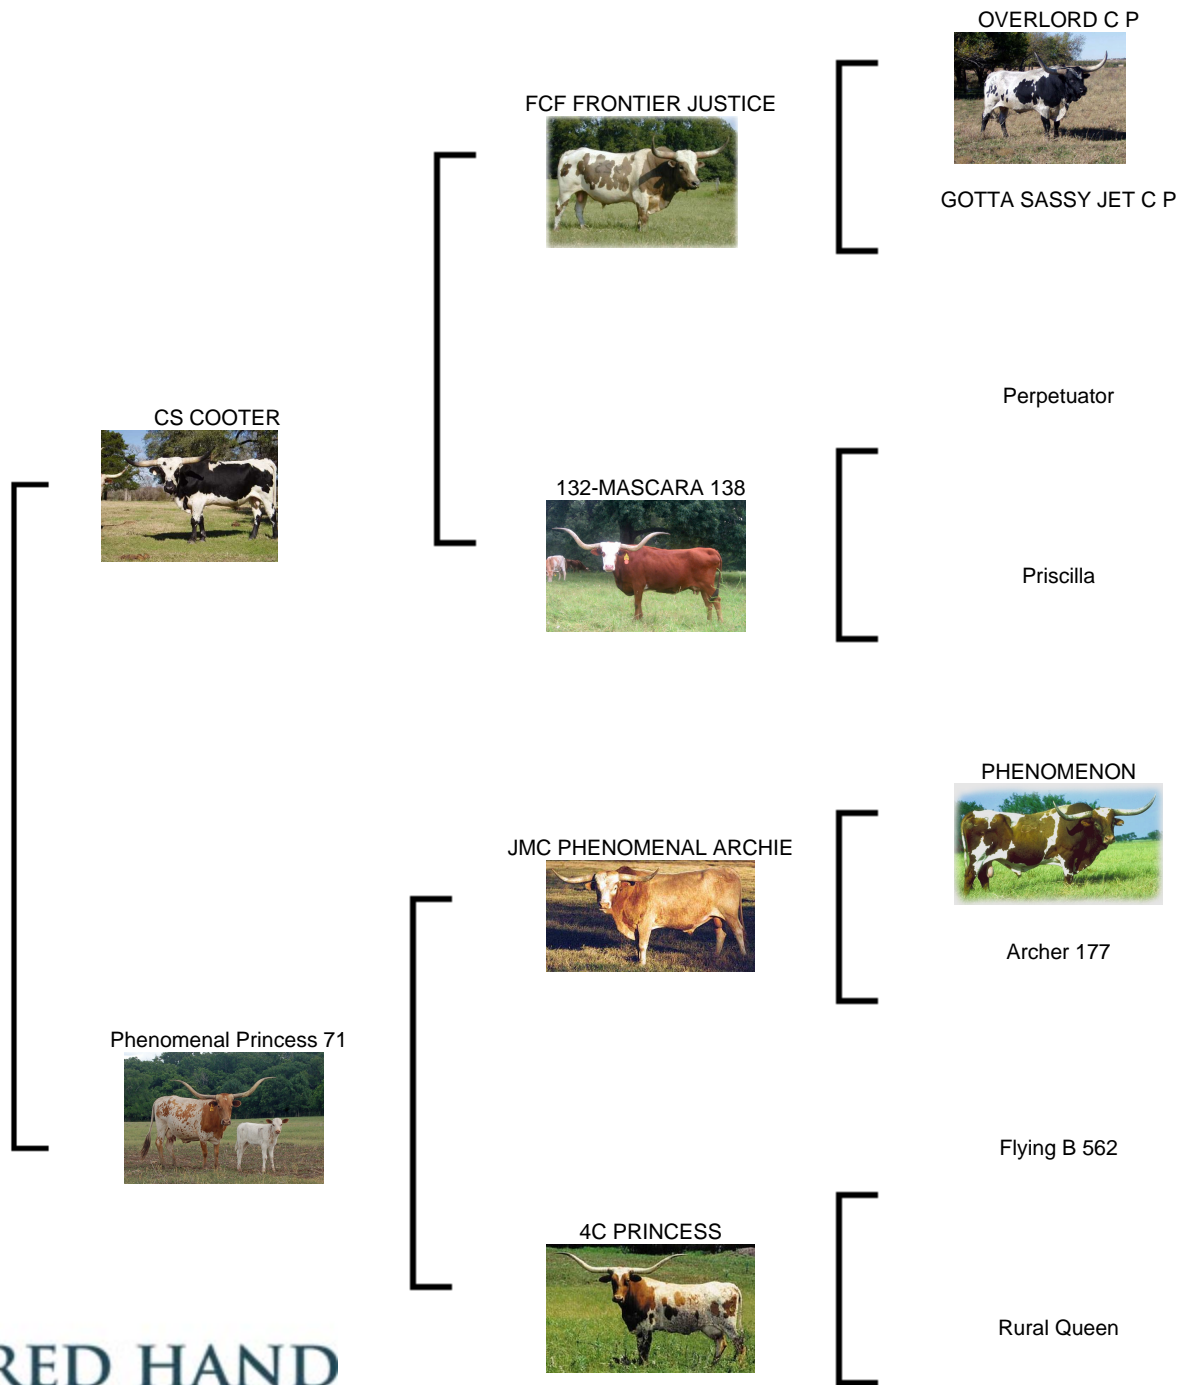 OVERLORD C P
FCF FRONTIER JUSTICE
GOTTA SASSY JET C P
Perpetuator
CS COOTER
132-MASCARA 138
Priscilla
PHENOMENON
JMC PHENOMENAL ARCHIE
Archer 177
Phenomenal Princess 71
Flying B 562
4C PRINCESS
Rural Queen
RED HAND